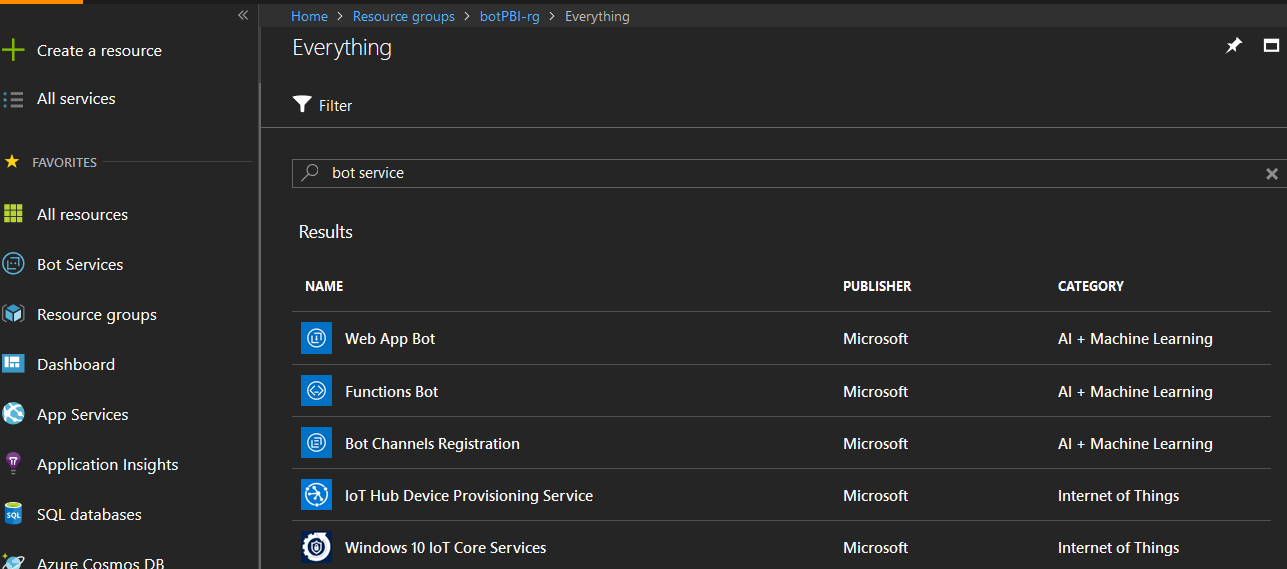 Home > Resource groups > botPBI-rg > Everything
Everything
Filter
bot service
Results
NAME PUBLISHER CATEGORY
Web App Bot Microsoft AI + Machine Learning
Functions Bot Microsoft AI + Machine Learning
Bot Channels Registration Microsoft AI + Machine Learning
IoT Hub Device Provisioning Service Microsoft Internet of Things
Windows 10 IoT Core Services Microsoft Internet of Things
Create a resource
All services
FAVORITES
All resources
Bot Services
Resource groups
Dashboard
App Services
Application Insights
SQL
SQL databases
Azure Cosmos DB